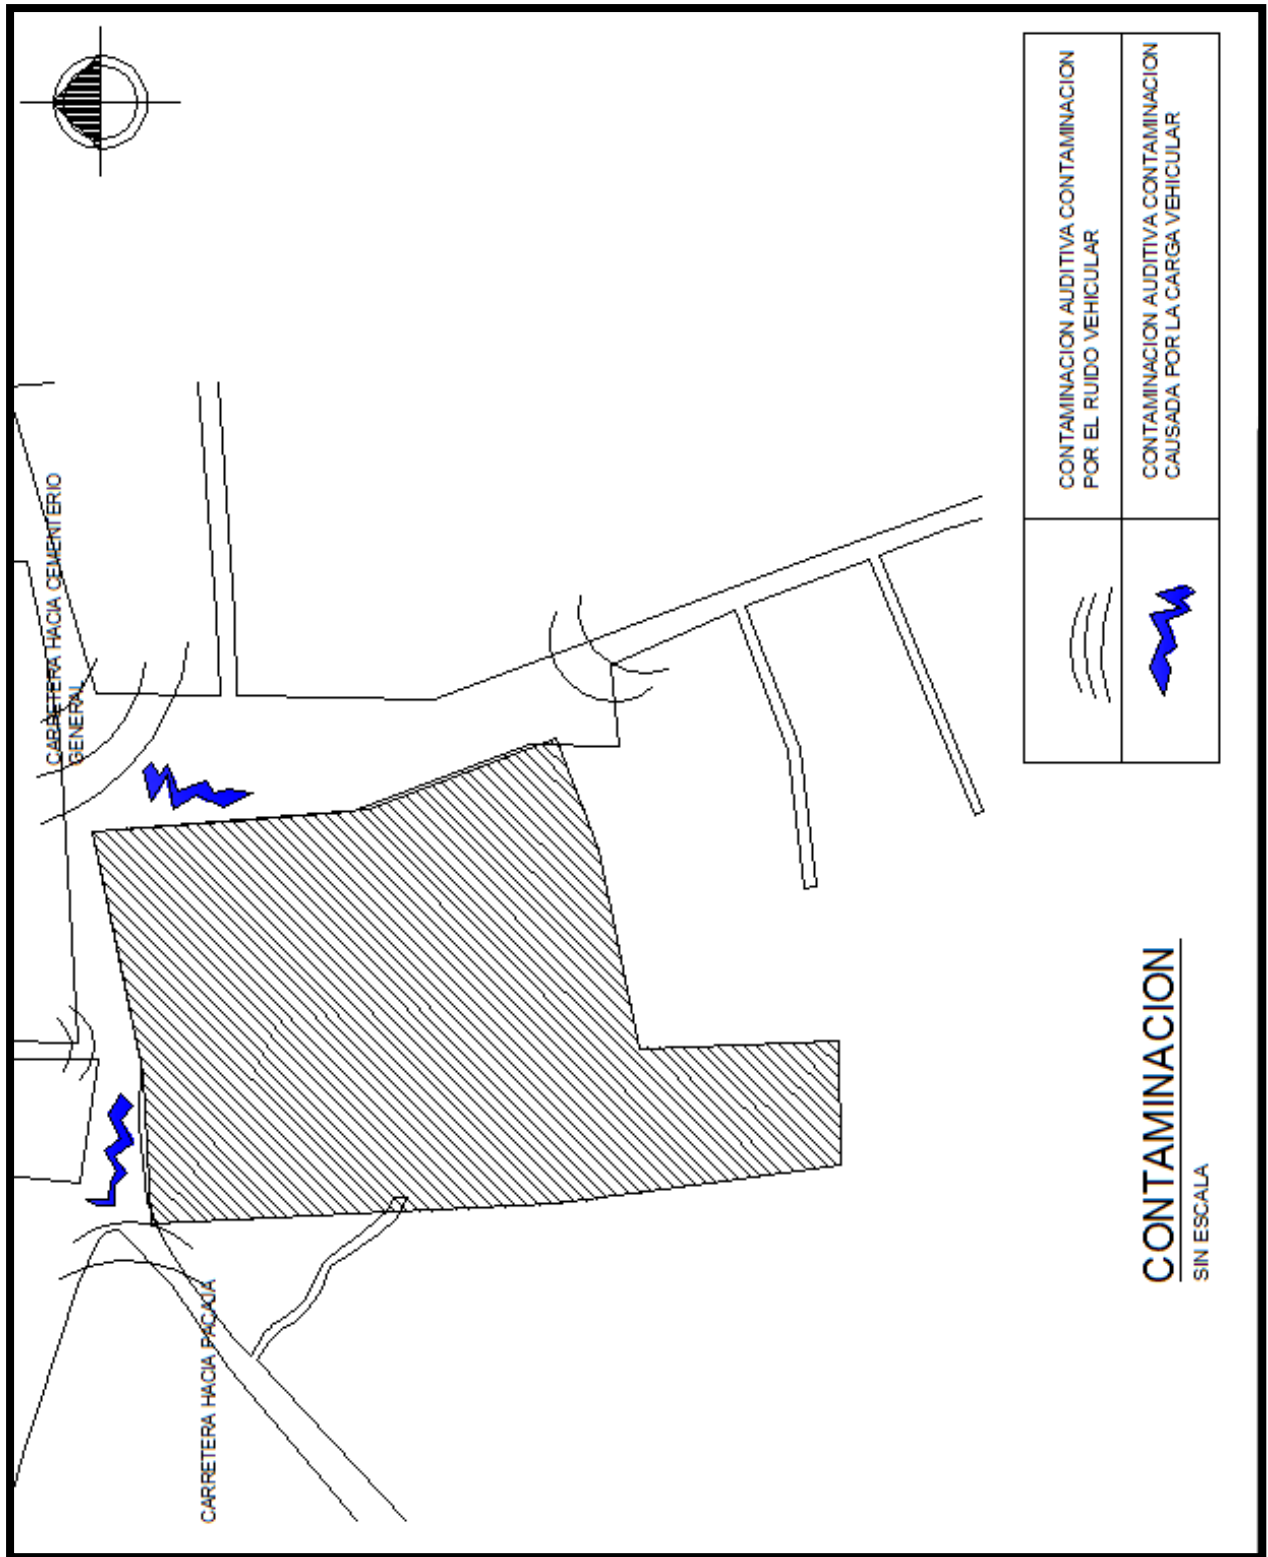 CARRETERA HACIA CEMENTERIO
GENERAL
CARRETERA HACIA PACAJA
CONTAMINACION AUDITIVA CONTAMINACION
POR EL RUIDO VEHICULAR
CONTAMINACION AUDITIVA CONTAMINACION
CAUSADA POR LA CARGA VEHICULAR
CONTAMINACION
SIN ESCALA